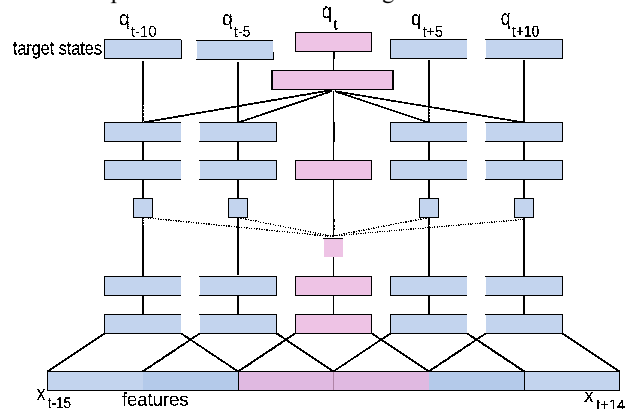 q t-10 q t-5 q t q t+5 q t+10
target states
x t-15 features x t+14